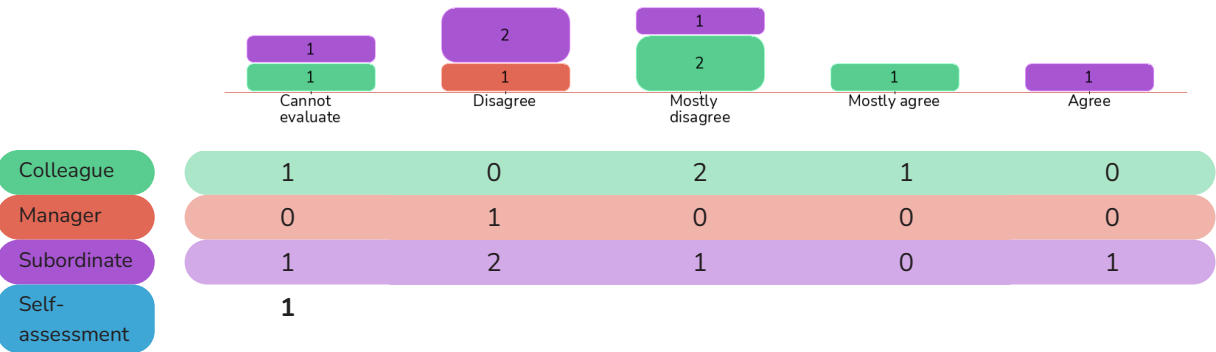 1 2 1
1 1 2 1 1
Cannot evaluate Disagree Mostly disagree Mostly agree Agree
Colleague 1 0 2 1 0
Manager 0 1 0 0 0
Subordinate 1 2 1 0 1
Self-
assessment 1